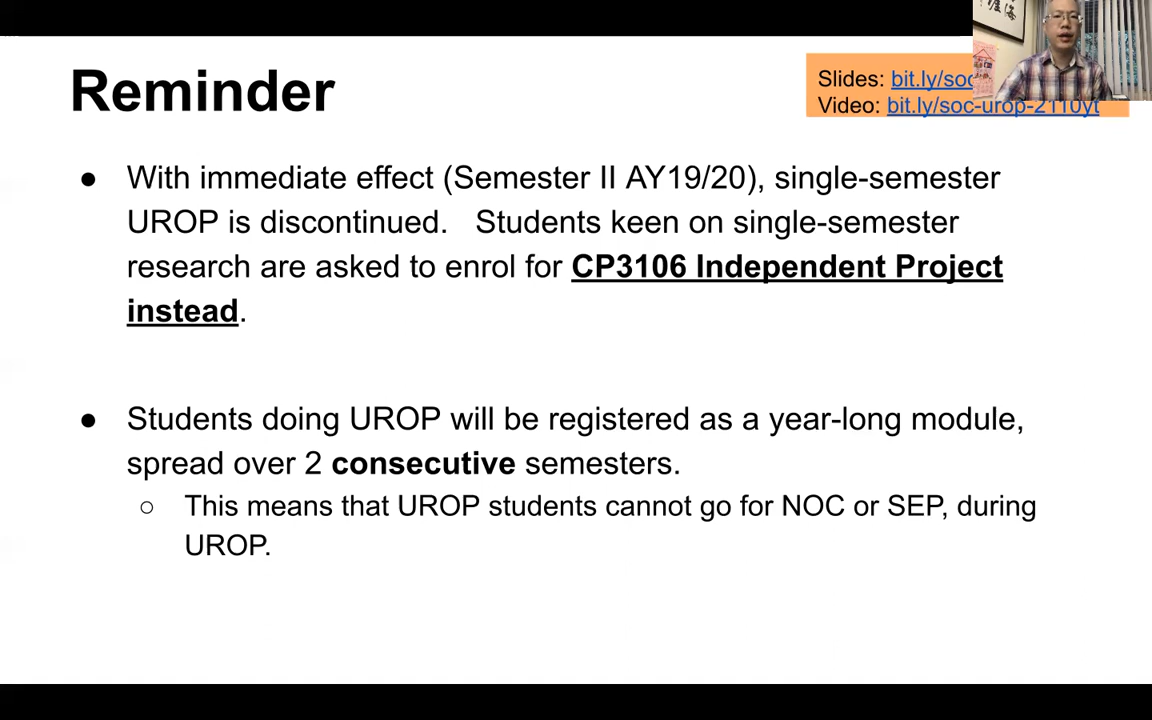 Reminder
Slides: bit.ly/soc
Video: bit.ly/soc-urop-2110yt
● With immediate effect (Semester II AY19/20), single-semester
UROP is discontinued. Students keen on single-semester
research are asked to enrol for CP3106 Independent Project
instead.
● Students doing UROP will be registered as a year-long module,
spread over 2 consecutive semesters.
○ This means that UROP students cannot go for NOC or SEP, during
UROP.